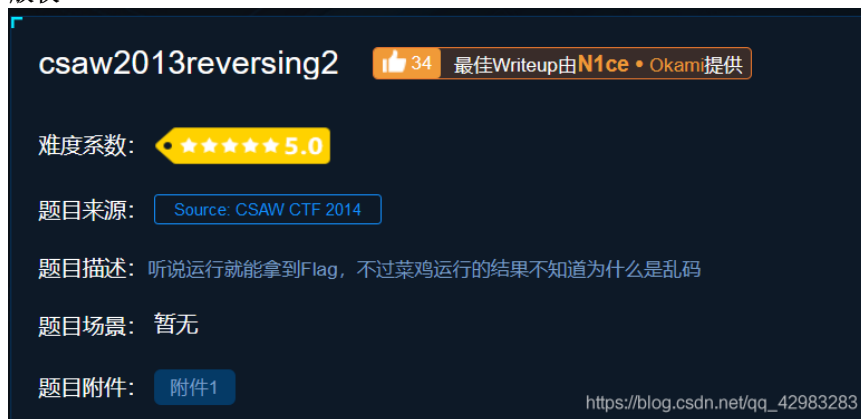 csaw2013reversing2 34 最佳Writeup由N1ce • Okami提供
难度系数： 5.0
题目来源： Source: CSAW CTF 2014
题目描述：听说运行就能拿到Flag，不过菜鸡运行的结果不知道为什么是乱码
题目场景： 暂无
题目附件： 附件1
https://blog.csdn.net/qq_42983283